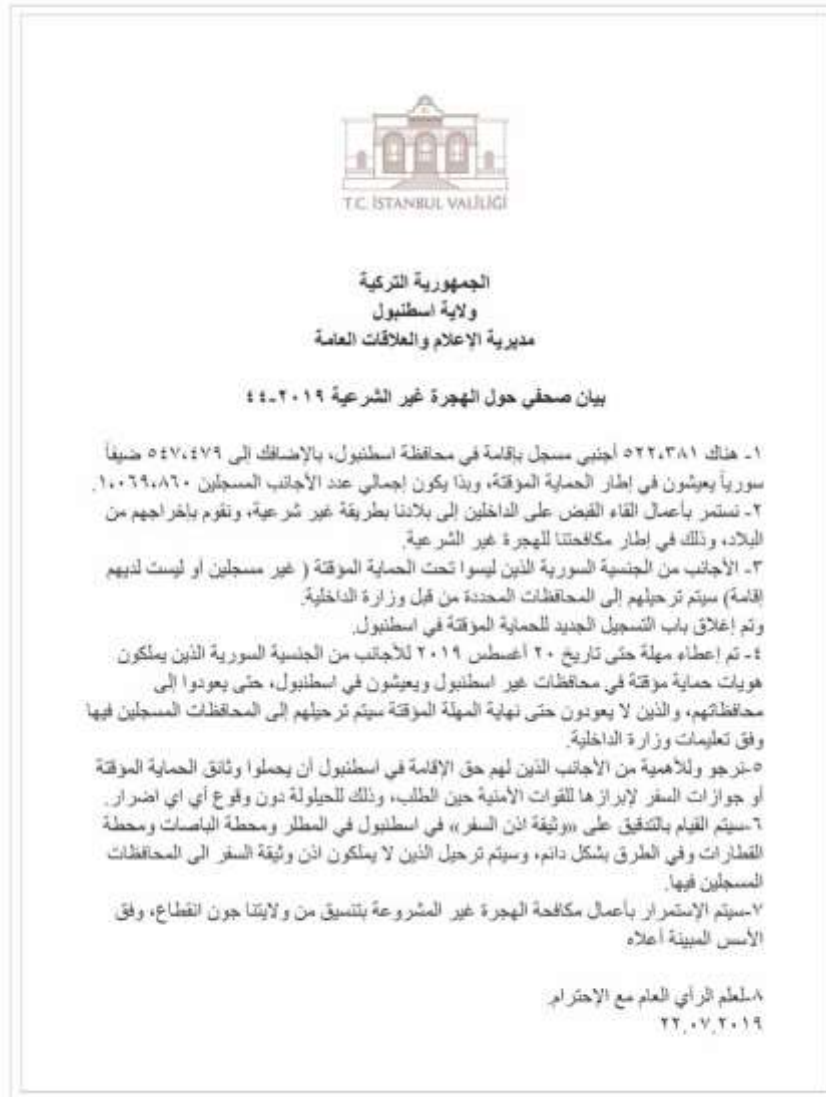 T.C. İSTANBUL VALİLİĞİ
الجمهورية التركية
ولاية اسطنبول
مديرية الإعلام والعلاقات العامة
بيان صحفي حول الهجرة غير الشرعية ٢٠١٩-٤٤
١- هناك ٥٢٢،٣٨١ أجنبي مسجل بإقامة في محافظة اسطنبول، بالإضافك إلى ٥٤٧،٤٧٩ ضيفاً
سورياً يعيشون في إطار الحماية المؤقتة، وبذا يكون إجمالي عدد الأجانب المسجلين ١،٠٦٩،٨٦٠.
٢- نستمر بأعمال القاء القبض على الداخلين إلى بلادنا بطريقة غير شرعية، ونقوم بإخراجهم من
البلاد، وذلك في إطار مكافحتنا للهجرة غير الشرعية.
٣- الأجانب من الجنسية السورية الذين ليسوا تحت الحماية المؤقتة ( غير مسجلين أو ليست لديهم
إقامة) سيتم ترحيلهم إلى المحافظات المحددة من قبل وزارة الداخلية.
وتم إغلاق باب التسجيل الجديد للحماية المؤقتة في اسطنبول.
٤- تم إعطاء مهلة حتى تاريخ ٢٠ أغسطس ٢٠١٩ للأجانب من الجنسية السورية الذين يملكون
هويات حماية مؤقتة في محافظات غير اسطنبول ويعيشون في اسطنبول، حتى يعودوا إلى
محافظاتهم، والذين لا يعودون حتى نهاية المهلة المؤقتة سيتم ترحيلهم إلى المحافظات المسجلين فيها
وفق تعليمات وزارة الداخلية.
٥-نرجو وللأهمية من الأجانب الذين لهم حق الإقامة في اسطنبول أن يحملوا وثائق الحماية المؤقتة
أو جوازات السفر لإبرازها للقوات الأمنية حين الطلب، وذلك للحيلولة دون وقوع أي اي اضرار.
٦-سيتم القيام بالتدقيق على «وثيقة اذن السفر» في اسطنبول في المطلر ومحطة الباصات ومحطة
القطارات وفي الطرق بشكل دائم، وسيتم ترحيل الذين لا يملكون اذن وثيقة السفر الى المحافظات
المسجلين فيها.
٧-سيتم الإستمرار بأعمال مكافحة الهجرة غير المشروعة بتنسيق من ولايتنا جون انقطاع، وفق
الأسس المبينة أعلاه
٨-لعلم الرأي العام مع الإحترام.
٢٢.٠٧.٢٠١٩